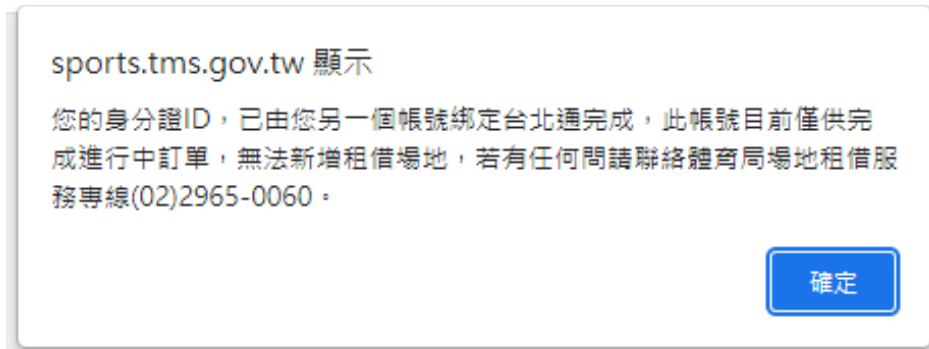 sports.tms.gov.tw 顯示
您的身分證ID，已由您另一個帳號綁定台北通完成，此帳號目前僅供完
成進行中訂單，無法新增租借場地，若有任何問請聯絡體育局場地租借服
務專線(02)2965-0060。
確定